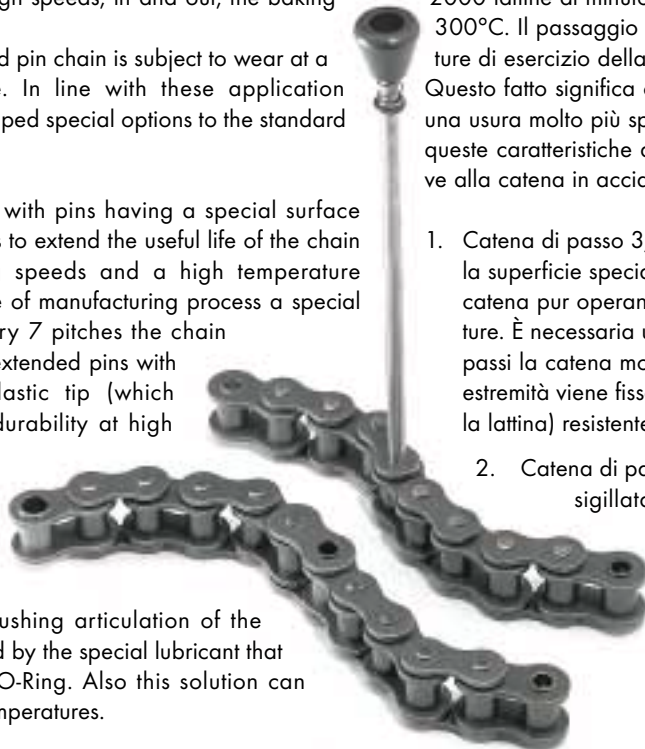 gh speeds, in and out, the baking
d pin chain is subject to wear at a
e. In line with these application
ped special options to the standard
with pins having a special surface
s to extend the useful life of the chain
speeds and a high temperature
e of manufacturing process a special
ry 7 pitches the chain
extended pins with
lastic tip (which
durability at high
ushing articulation of the
d by the special lubricant that
O-Ring. Also this solution can
mperatures.
2000 lattine al minuto
300°C. Il passaggio
ture di esercizio della
Questo fatto significa
una usura molto più sp
queste caratteristiche
ve alla catena in acciai
1. Catena di passo 3/
la superficie special
catena pur operan
ture. È necessaria u
passi la catena mo
estremità viene fiss
la lattina) resistente
2. Catena di pa
sigillato